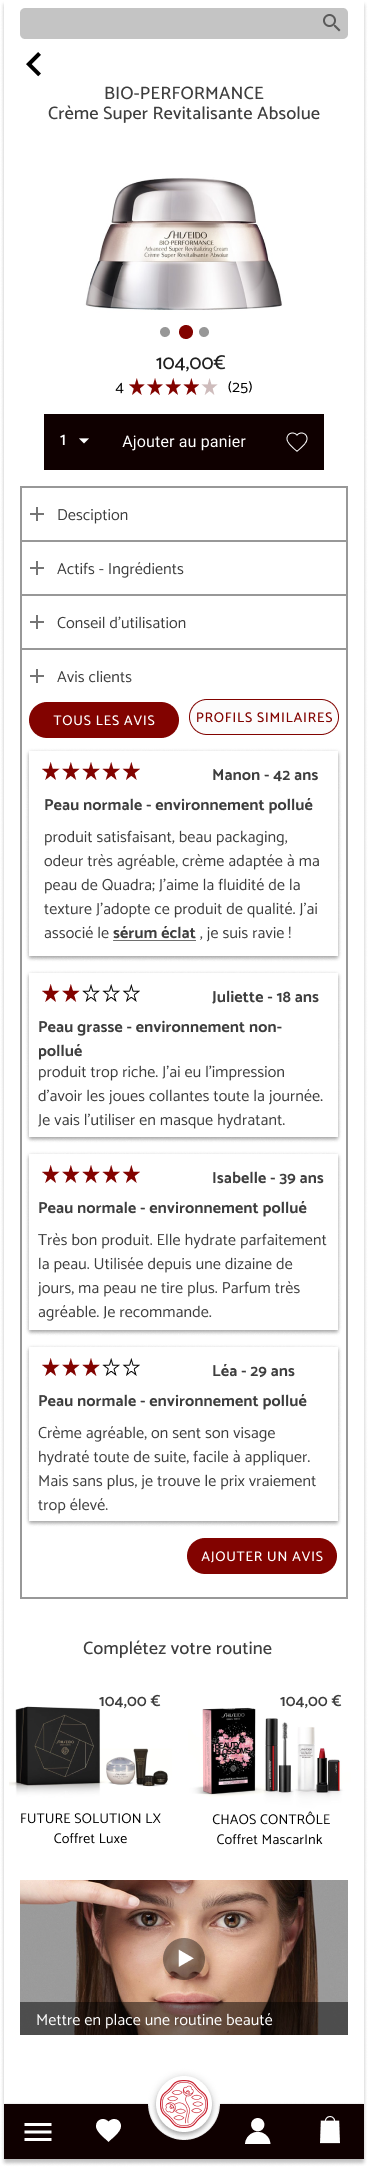 BIO-PERFORMANCE
Crème Super Revitalisante Absolue
SHISEIDO
BIO-PERFORMANCE
Advanced Super Revitalizing Cream
Crème Super Revitalisante Absolue
104,00€
4 (25)
1 Ajouter au panier
Desciption
Actifs - Ingrédients
Conseil d'utilisation
Avis clients
TOUS LES AVIS
PROFILS SIMILAIRES
Manon - 42 ans
Peau normale - environnement pollué
produit satisfaisant, beau packaging,
odeur très agréable, crème adaptée à ma
peau de Quadra; J'aime la fluidité de la
texture J'adopte ce produit de qualité. J'ai
associé le sérum éclat , je suis ravie !
Juliette - 18 ans
Peau grasse - environnement non-
pollué
produit trop riche. J'ai eu l'impression
d'avoir les joues collantes toute la journée.
Je vais l'utiliser en masque hydratant.
Isabelle - 39 ans
Peau normale - environnement pollué
Très bon produit. Elle hydrate parfaitement
la peau. Utilisée depuis une dizaine de
jours, ma peau ne tire plus. Parfum très
agréable. Je recommande.
Léa - 29 ans
Peau normale - environnement pollué
Crème agréable, on sent son visage
hydraté toute de suite, facile à appliquer.
Mais sans plus, je trouve le prix vraiment
trop élevé.
AJOUTER UN AVIS
Complétez votre routine
104,00 €
FUTURE SOLUTION LX
Coffret Luxe
104,00 €
SHISEIDO
CHAOS CONTRÔLE
Coffret MascarInk
Mettre en place une routine beauté